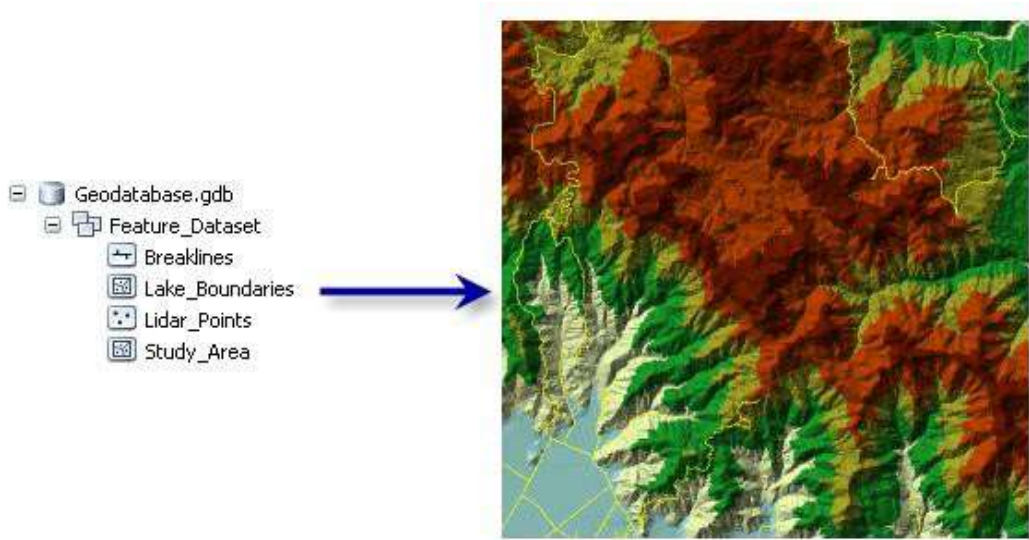 Geodatabase.gdb
Feature_Dataset
Breaklines
Lake_Boundaries
Lidar_Points
Study_Area